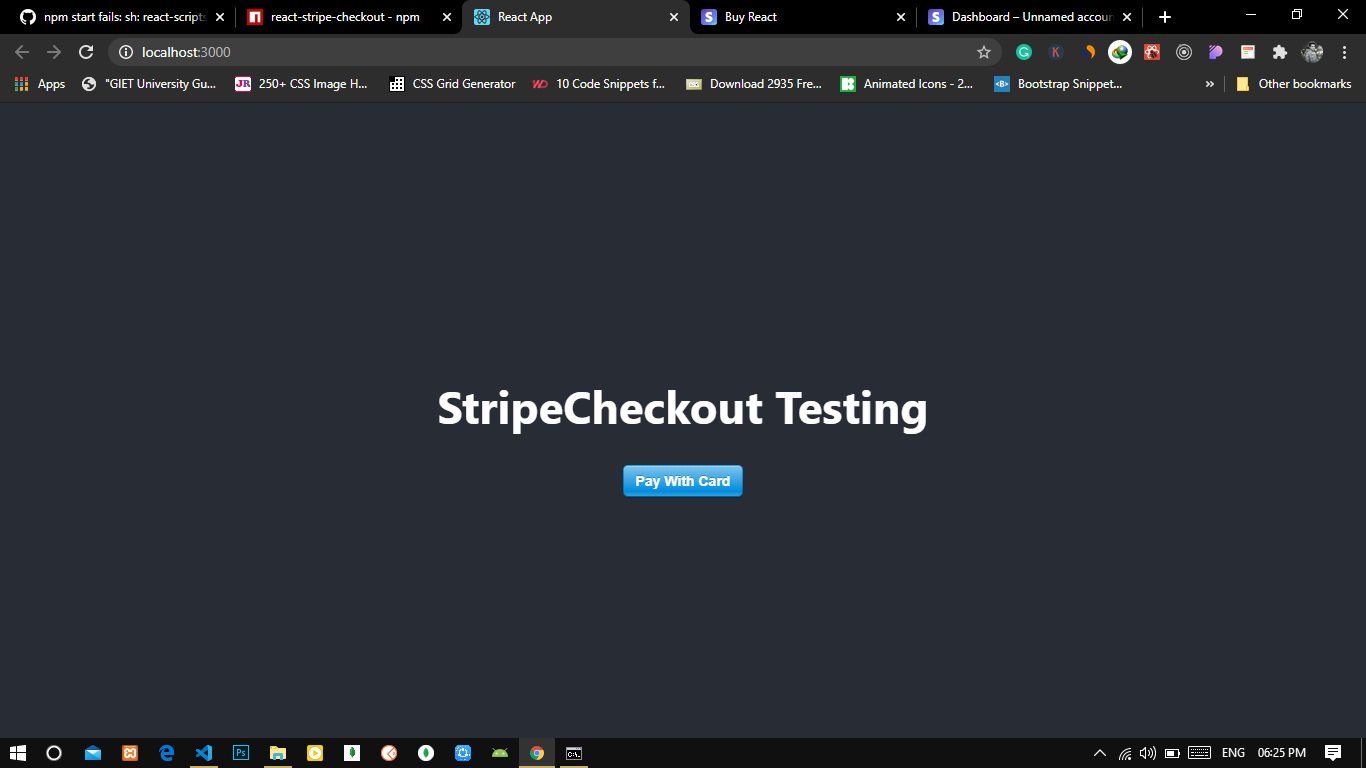 npm start fails: sh: react-scripts
react-stripe-checkout - npm
React App
Buy React
Dashboard – Unnamed accoun
localhost:3000
Apps
"GIET University Gu...
250+ CSS Image H...
CSS Grid Generator
10 Code Snippets f...
Download 2935 Fre...
Animated Icons - 2...
Bootstrap Snippet...
»
Other bookmarks
StripeCheckout Testing
Pay With Card
ENG
06:25 PM